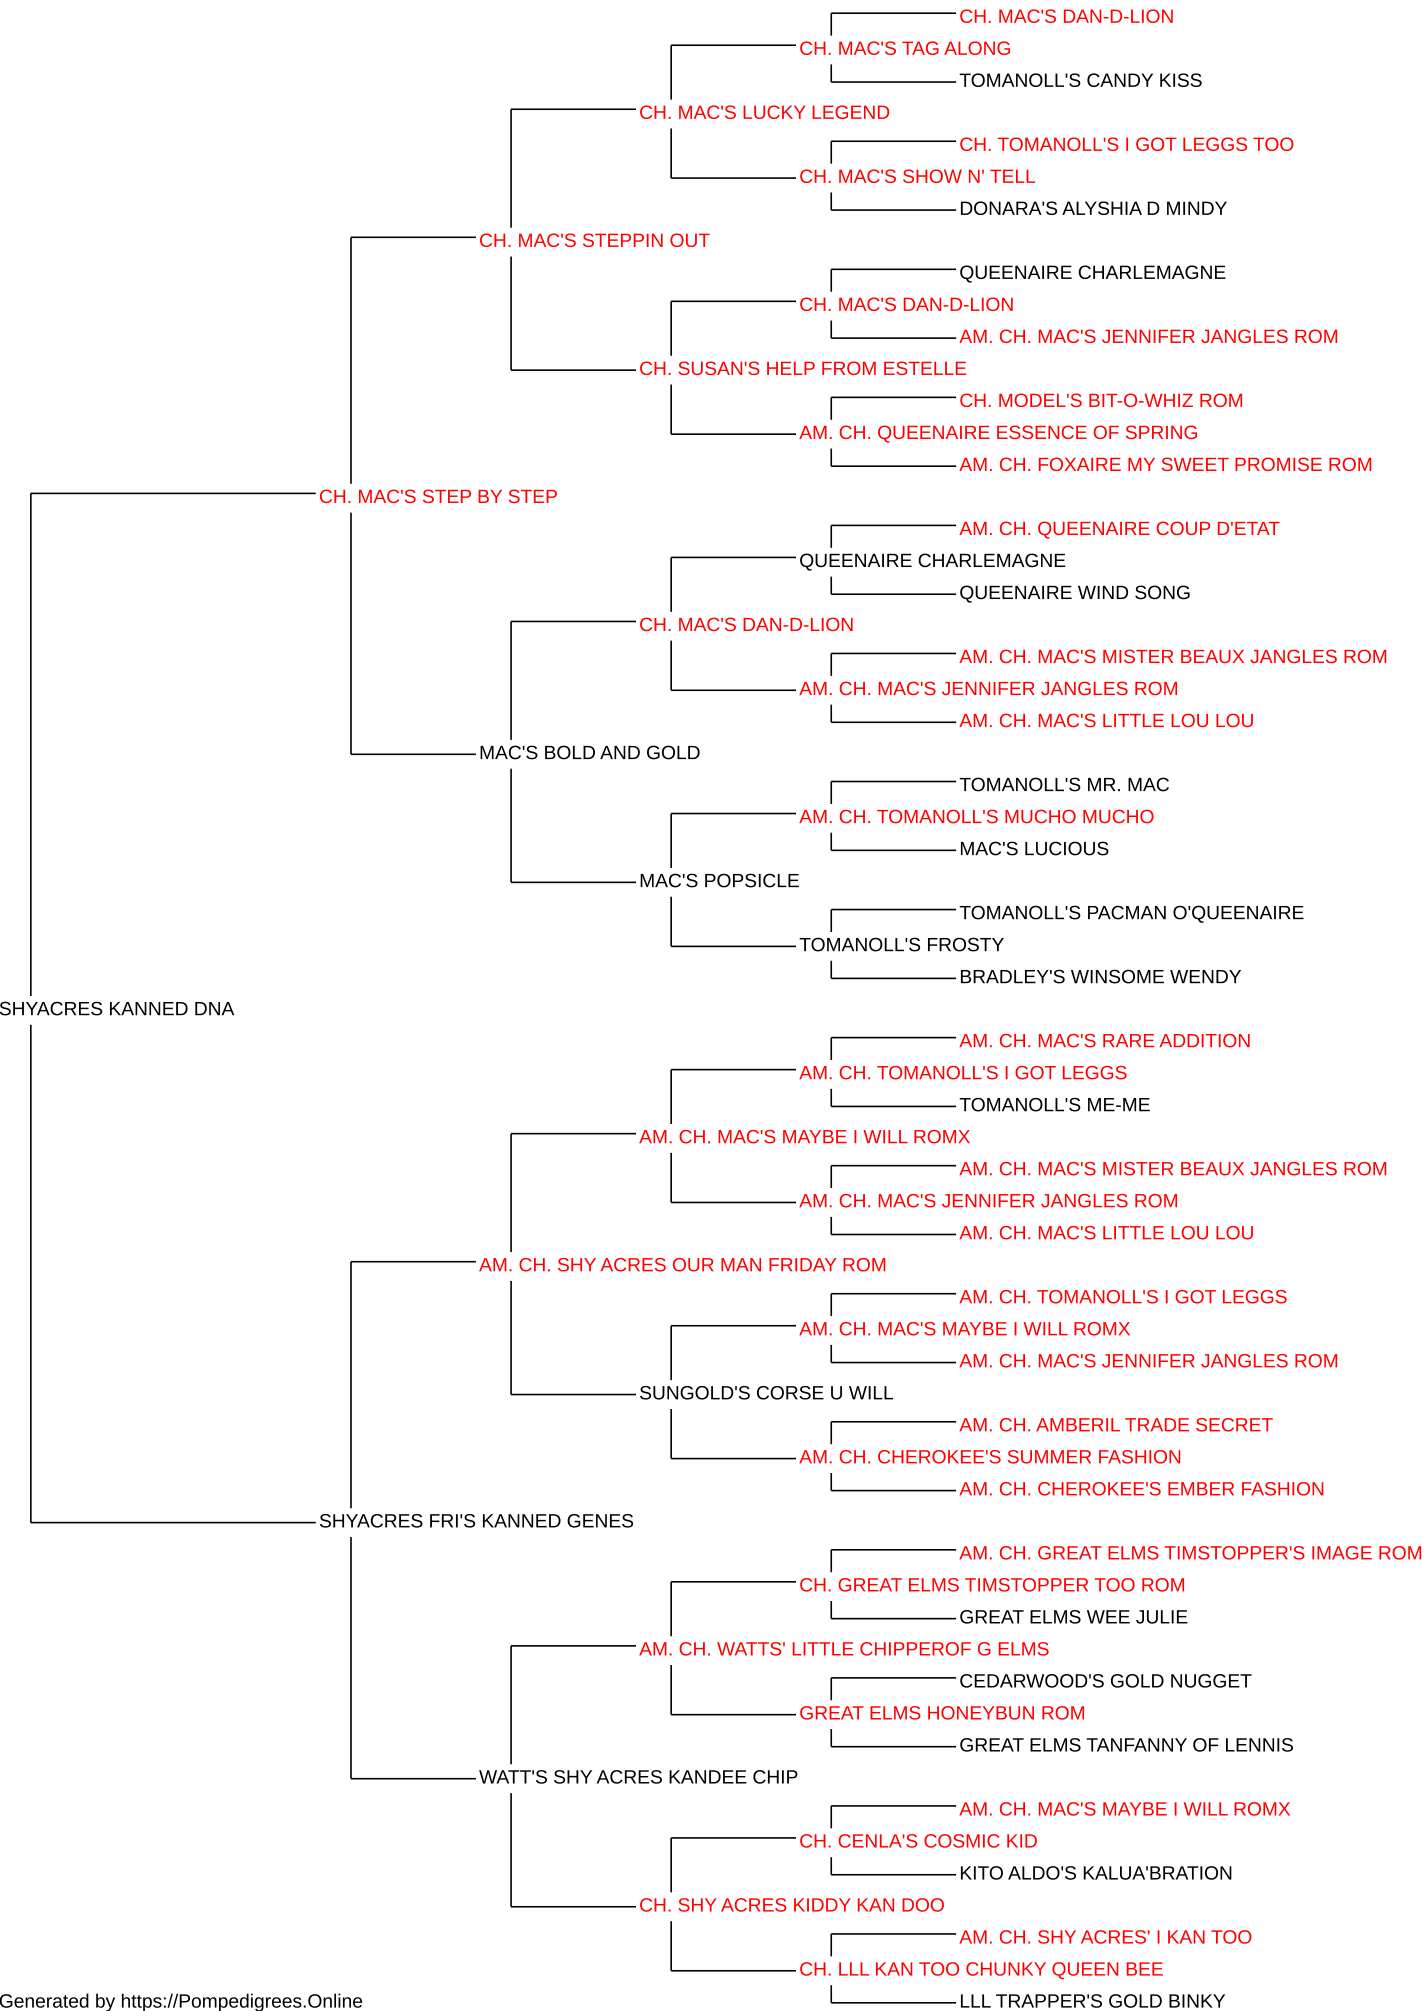 CH. MAC'S DAN-D-LION
CH. MAC'S TAG ALONG
TOMANOLL'S CANDY KISS
CH. MAC'S LUCKY LEGEND
CH. TOMANOLL'S I GOT LEGGS TOO
CH. MAC'S SHOW N' TELL
DONARA'S ALYSHIA D MINDY
CH. MAC'S STEPPIN OUT
QUEENAIRE CHARLEMAGNE
CH. MAC'S DAN-D-LION
AM. CH. MAC'S JENNIFER JANGLES ROM
CH. SUSAN'S HELP FROM ESTELLE
CH. MODEL'S BIT-O-WHIZ ROM
AM. CH. QUEENAIRE ESSENCE OF SPRING
AM. CH. FOXAIRE MY SWEET PROMISE ROM
CH. MAC'S STEP BY STEP
AM. CH. QUEENAIRE COUP D'ETAT
QUEENAIRE CHARLEMAGNE
QUEENAIRE WIND SONG
CH. MAC'S DAN-D-LION
AM. CH. MAC'S MISTER BEAUX JANGLES ROM
AM. CH. MAC'S JENNIFER JANGLES ROM
AM. CH. MAC'S LITTLE LOU LOU
MAC'S BOLD AND GOLD
TOMANOLL'S MR. MAC
AM. CH. TOMANOLL'S MUCHO MUCHO
MAC'S LUCIOUS
MAC'S POPSICLE
TOMANOLL'S PACMAN O'QUEENAIRE
TOMANOLL'S FROSTY
BRADLEY'S WINSOME WENDY
SHYACRES KANNED DNA
AM. CH. MAC'S RARE ADDITION
AM. CH. TOMANOLL'S I GOT LEGGS
TOMANOLL'S ME-ME
AM. CH. MAC'S MAYBE I WILL ROMX
AM. CH. MAC'S MISTER BEAUX JANGLES ROM
AM. CH. MAC'S JENNIFER JANGLES ROM
AM. CH. MAC'S LITTLE LOU LOU
AM. CH. SHY ACRES OUR MAN FRIDAY ROM
AM. CH. TOMANOLL'S I GOT LEGGS
AM. CH. MAC'S MAYBE I WILL ROMX
AM. CH. MAC'S JENNIFER JANGLES ROM
SUNGOLD'S CORSE U WILL
AM. CH. AMBERIL TRADE SECRET
AM. CH. CHEROKEE'S SUMMER FASHION
AM. CH. CHEROKEE'S EMBER FASHION
SHYACRES FRI'S KANNED GENES
AM. CH. GREAT ELMS TIMSTOPPER'S IMAGE ROM
CH. GREAT ELMS TIMSTOPPER TOO ROM
GREAT ELMS WEE JULIE
AM. CH. WATTS' LITTLE CHIPPEROF G ELMS
CEDARWOOD'S GOLD NUGGET
GREAT ELMS HONEYBUN ROM
GREAT ELMS TANFANNY OF LENNIS
WATT'S SHY ACRES KANDEE CHIP
AM. CH. MAC'S MAYBE I WILL ROMX
CH. CENLA'S COSMIC KID
KITO ALDO'S KALUA'BRATION
CH. SHY ACRES KIDDY KAN DOO
AM. CH. SHY ACRES' I KAN TOO
CH. LLL KAN TOO CHUNKY QUEEN BEE
LLL TRAPPER'S GOLD BINKY
Generated by https://Pompedigrees.Online